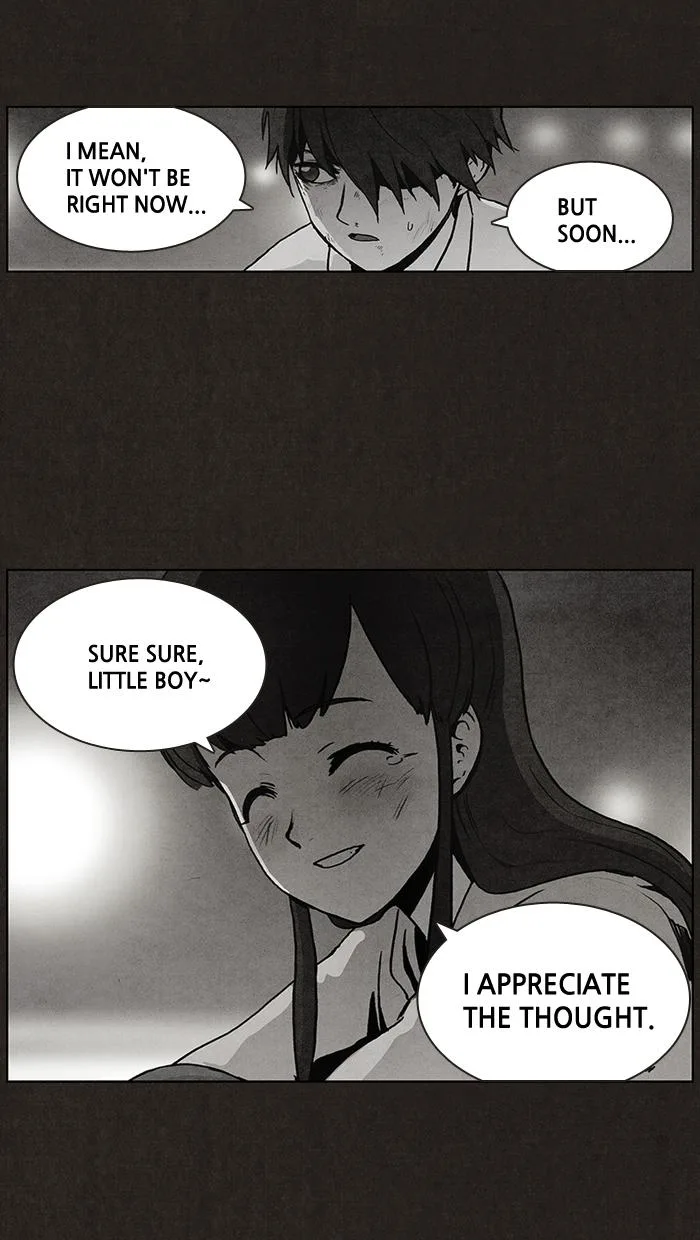 I MEAN,
IT WON'T BE
RIGHT NOW...
BUT
SOON...
SURE SURE,
LITTLE BOY~
I APPRECIATE
THE THOUGHT.